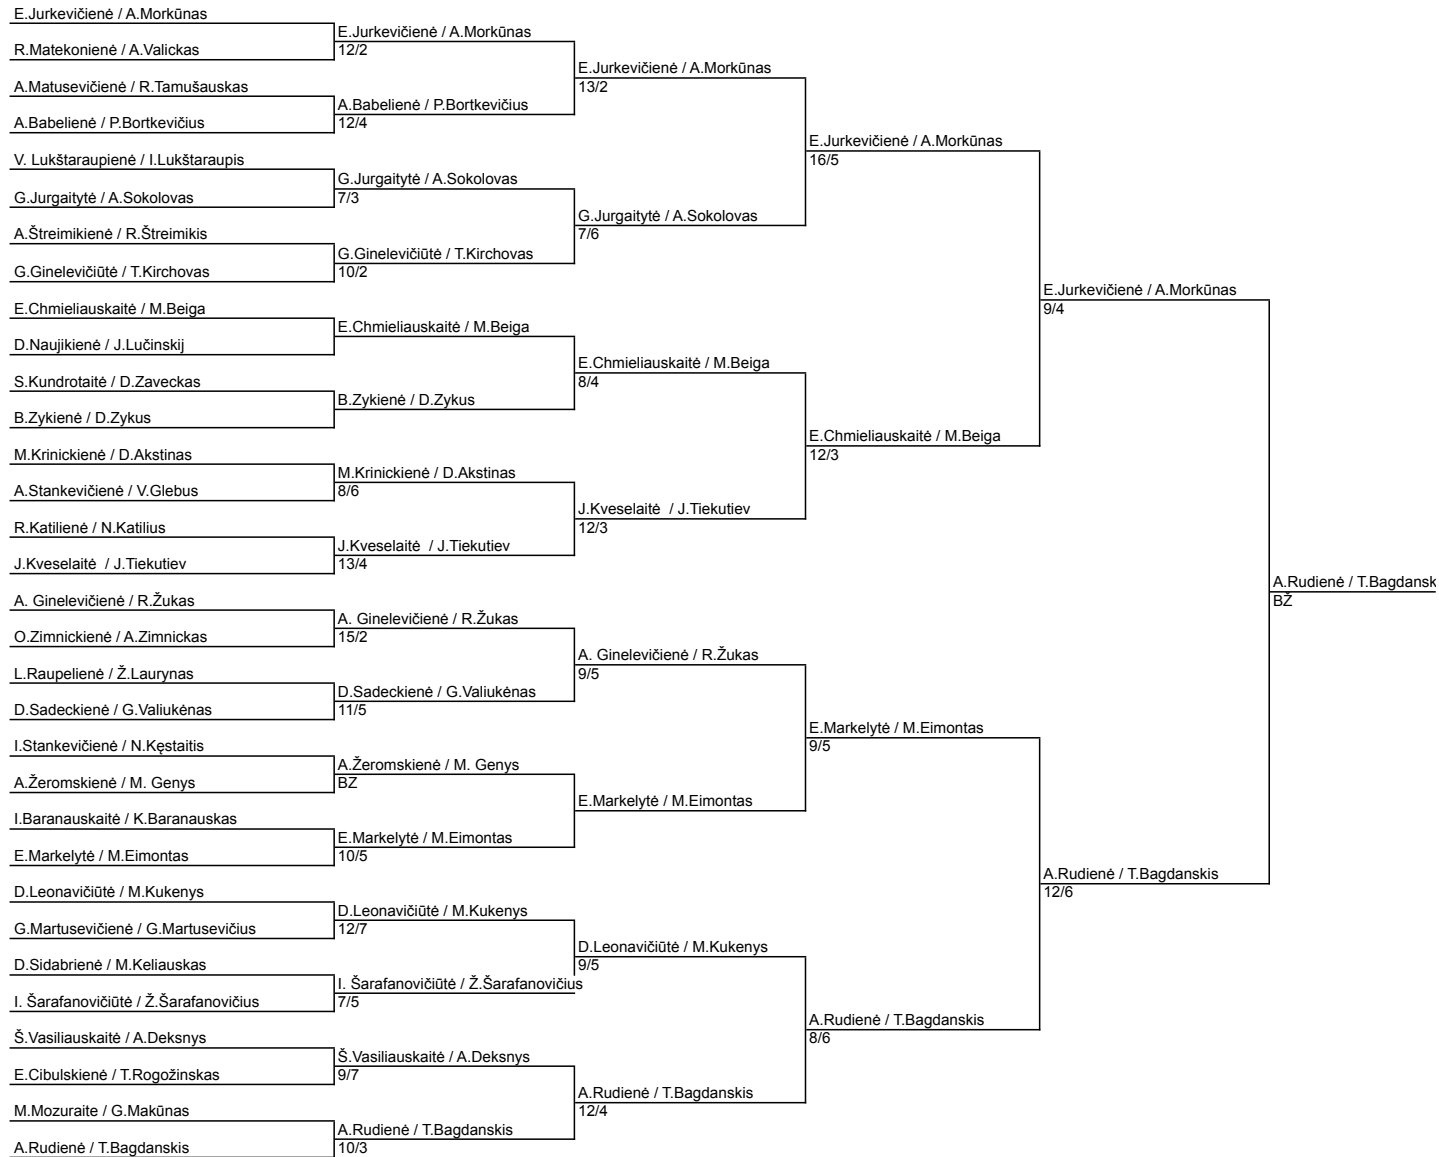 E.Jurkevičienė / A.Morkūnas
R.Matekonienė / A.Valickas
A.Matusevičienė / R.Tamušauskas
A.Babelienė / P.Bortkevičius
V. Lukštaraupienė / I.Lukštaraupis
G.Jurgaitytė / A.Sokolovas
A.Štreimikienė / R.Štreimikis
G.Ginelevičiūtė / T.Kirchovas
E.Chmieliauskaitė / M.Beiga
D.Naujikienė / J.Lučinskij
S.Kundrotaitė / D.Zaveckas
B.Zykienė / D.Zykus
M.Krinickienė / D.Akstinas
A.Stankevičienė / V.Glebus
R.Katilienė / N.Katilius
J.Kveselaitė  / J.Tiekutiev
A. Ginelevičienė / R.Žukas
O.Zimnickienė / A.Zimnickas
L.Raupelienė / Ž.Laurynas
D.Sadeckienė / G.Valiukėnas
I.Stankevičienė / N.Kęstaitis
A.Žeromskienė / M. Genys
I.Baranauskaitė / K.Baranauskas
E.Markelytė / M.Eimontas
D.Leonavičiūtė / M.Kukenys
G.Martusevičienė / G.Martusevičius
D.Sidabrienė / M.Keliauskas
I. Šarafanovičiūtė / Ž.Šarafanovičius
Š.Vasiliauskaitė / A.Deksnys
E.Cibulskienė / T.Rogožinskas
M.Mozuraite / G.Makūnas
A.Rudienė / T.Bagdanskis
E.Jurkevičienė / A.Morkūnas
12/2
A.Babelienė / P.Bortkevičius
12/4
G.Jurgaitytė / A.Sokolovas
7/3
G.Ginelevičiūtė / T.Kirchovas
10/2
E.Chmieliauskaitė / M.Beiga
B.Zykienė / D.Zykus
M.Krinickienė / D.Akstinas
8/6
J.Kveselaitė  / J.Tiekutiev
13/4
A. Ginelevičienė / R.Žukas
15/2
D.Sadeckienė / G.Valiukėnas
11/5
A.Žeromskienė / M. Genys
BZ
E.Markelytė / M.Eimontas
10/5
D.Leonavičiūtė / M.Kukenys
12/7
I. Šarafanovičiūtė / Ž.Šarafanovičius
7/5
Š.Vasiliauskaitė / A.Deksnys
9/7
A.Rudienė / T.Bagdanskis
10/3
E.Jurkevičienė / A.Morkūnas
13/2
G.Jurgaitytė / A.Sokolovas
7/6
E.Chmieliauskaitė / M.Beiga
8/4
J.Kveselaitė  / J.Tiekutiev
12/3
A. Ginelevičienė / R.Žukas
9/5
E.Markelytė / M.Eimontas
D.Leonavičiūtė / M.Kukenys
9/5
A.Rudienė / T.Bagdanskis
12/4
E.Jurkevičienė / A.Morkūnas
16/5
E.Chmieliauskaitė / M.Beiga
12/3
E.Markelytė / M.Eimontas
9/5
A.Rudienė / T.Bagdanskis
8/6
E.Jurkevičienė / A.Morkūnas
9/4
A.Rudienė / T.Bagdanskis
12/6
A.Rudienė / T.Bagdansk
BŽ